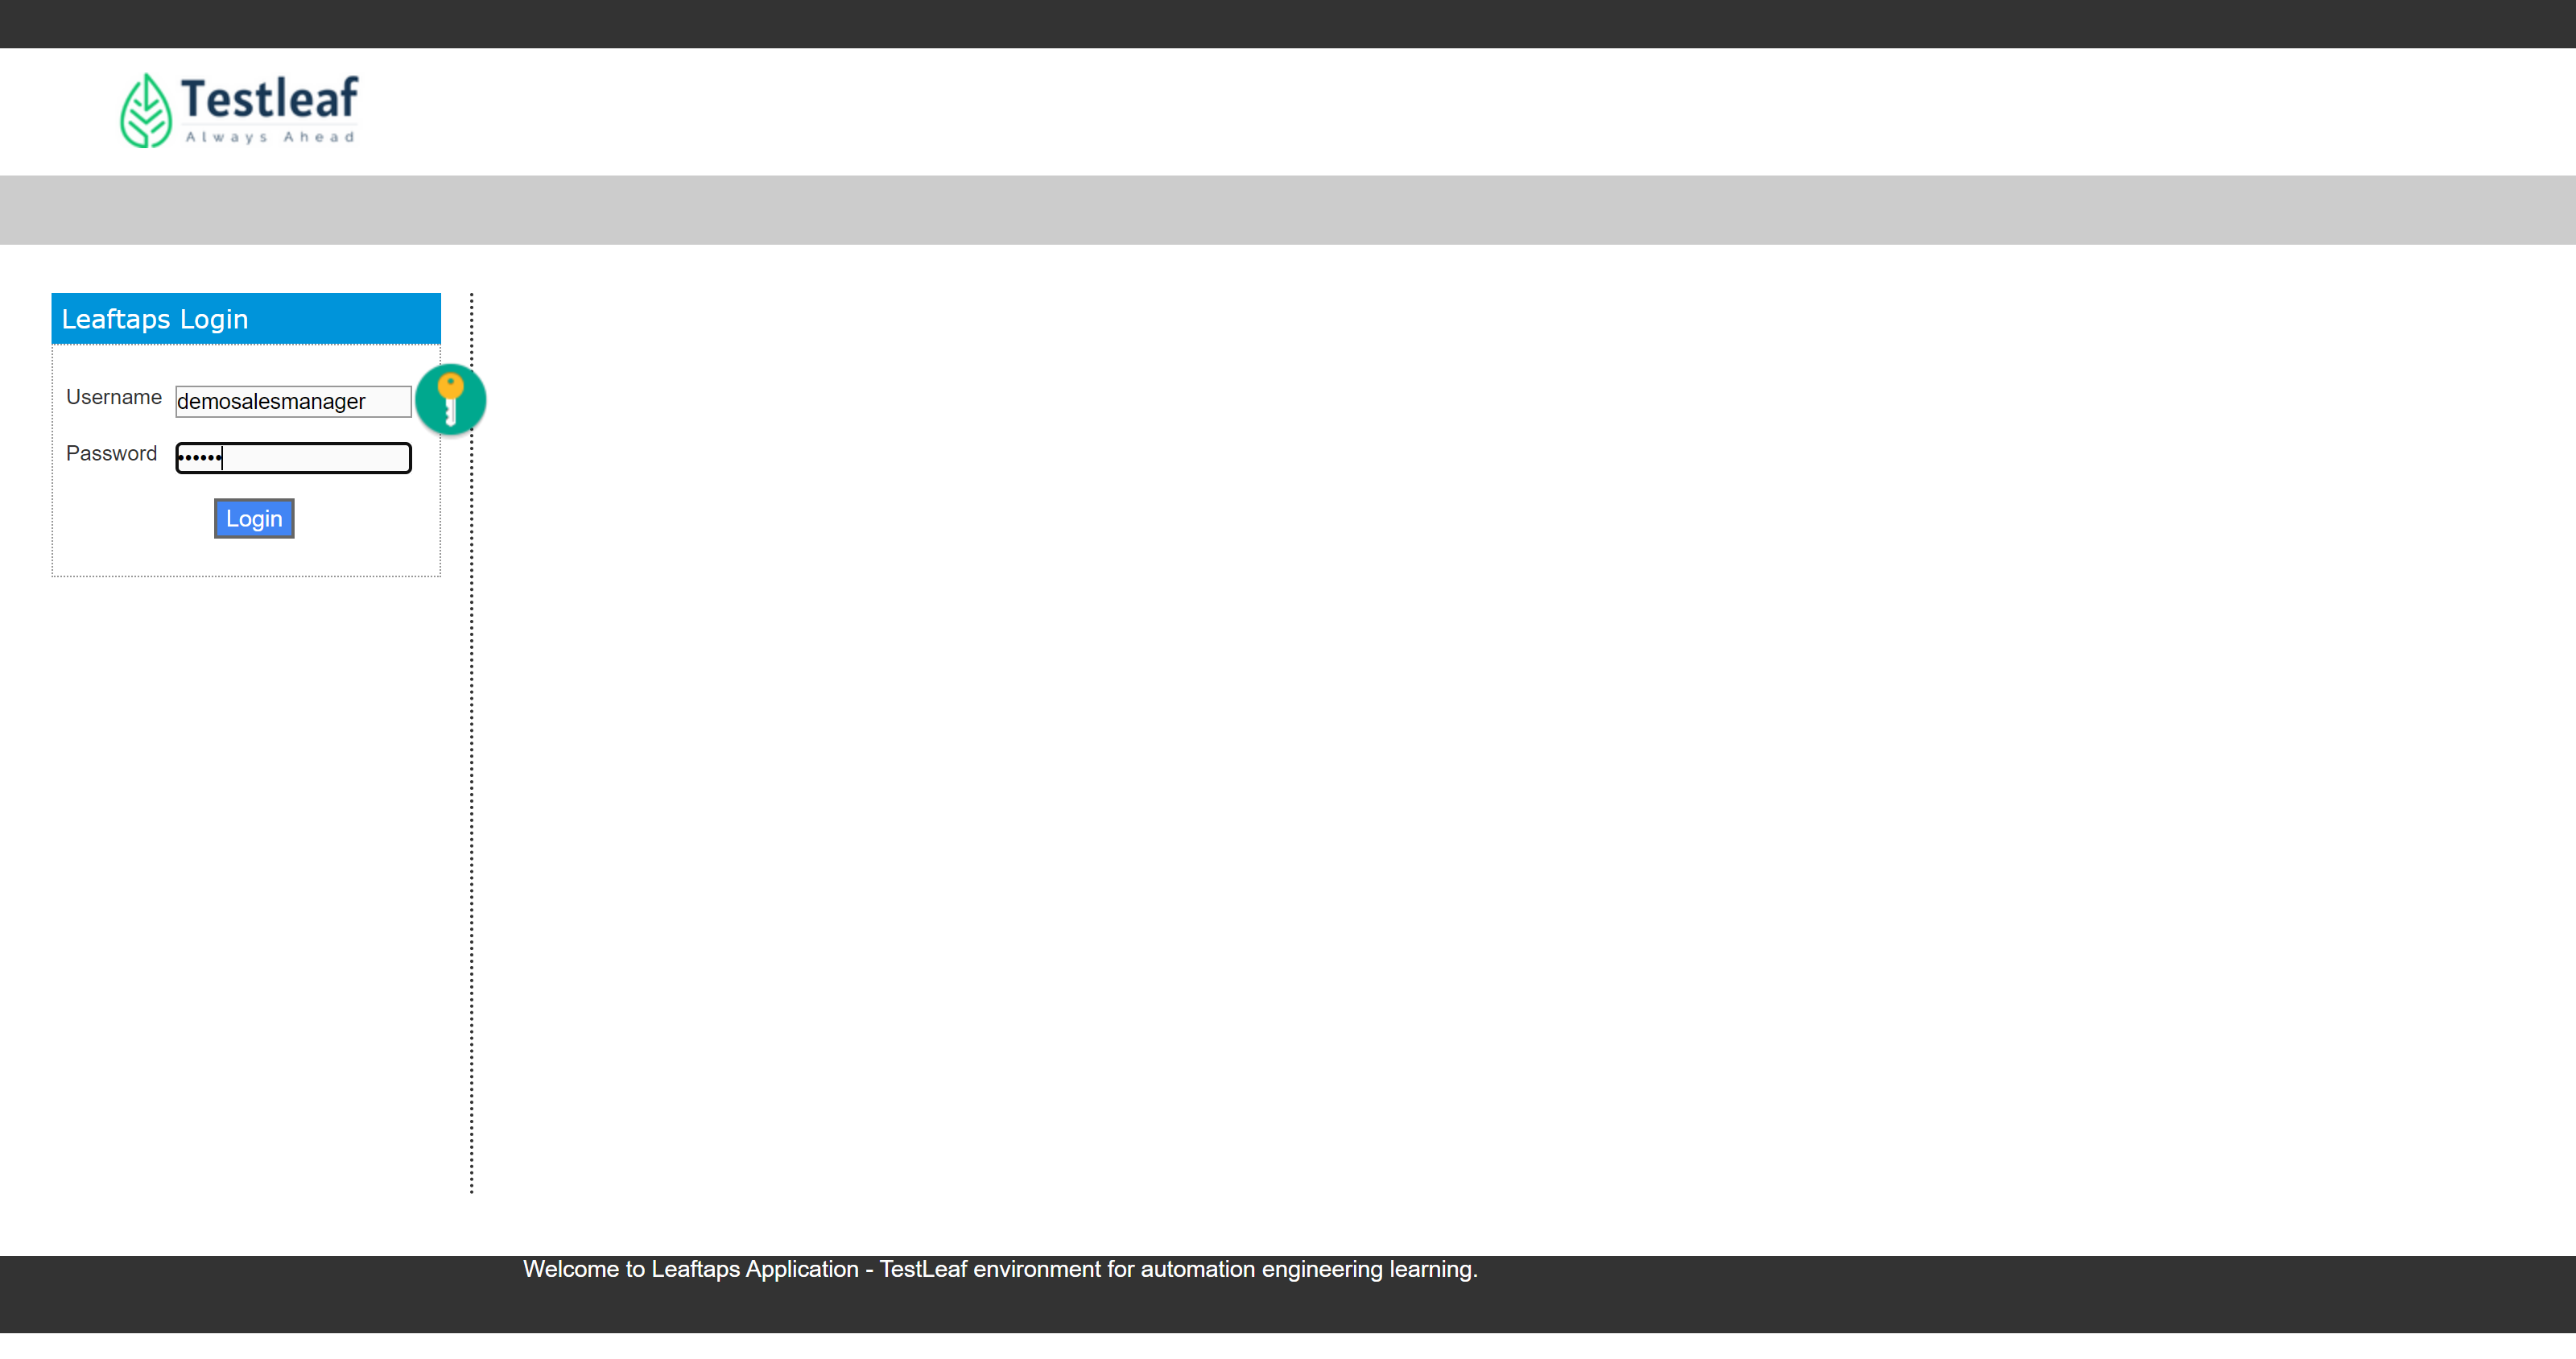 Testleaf
Always Ahead
Leaftaps Login
Username demosalesmanager
Password ••••••
Login
Welcome to Leaftaps Application - TestLeaf environment for automation engineering learning.